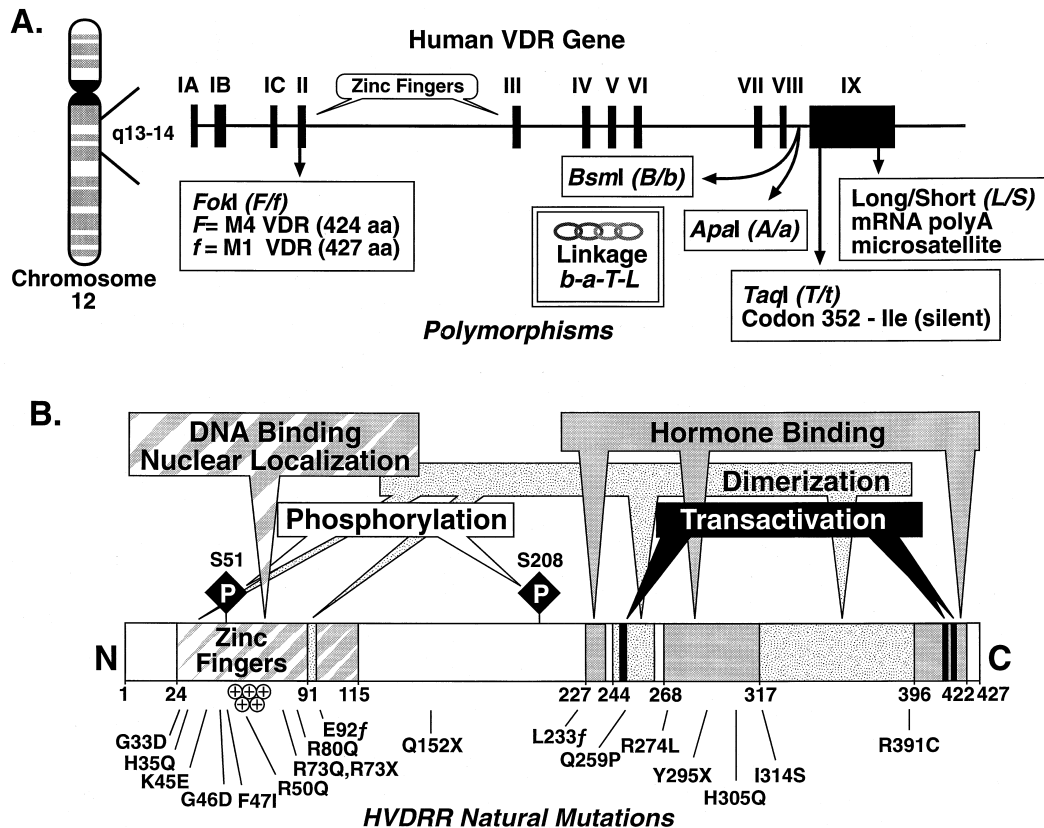 A.
Human VDR Gene
IA IB IC II Zinc Fingers III IV V VI VII VIII IX
q13-14
FokI (F/f)
F= M4 VDR (424 aa)
f= M1 VDR (427 aa)
BsmI (B/b)
ApaI (A/a)
Long/Short (L/S)
mRNA polyA
microsatellite
Linkage
b-a-T-L
TaqI (T/t)
Codon 352 - Ile (silent)
Chromosome
12
Polymorphisms
B.
DNA Binding
Nuclear Localization
Hormone Binding
Dimerization
Phosphorylation
Transactivation
S51 S208
P P
N Zinc C
Fingers
1 24 91 115 227 244 268 317 396 422 427
+++
++
G33D
H35Q
K45E
G46D
F47I
R50Q
R73Q,R73X
R80Q
E92f
Q152X
L233f
Q259P
R274L
Y295X
H305Q
I314S
R391C
HVDRR Natural Mutations